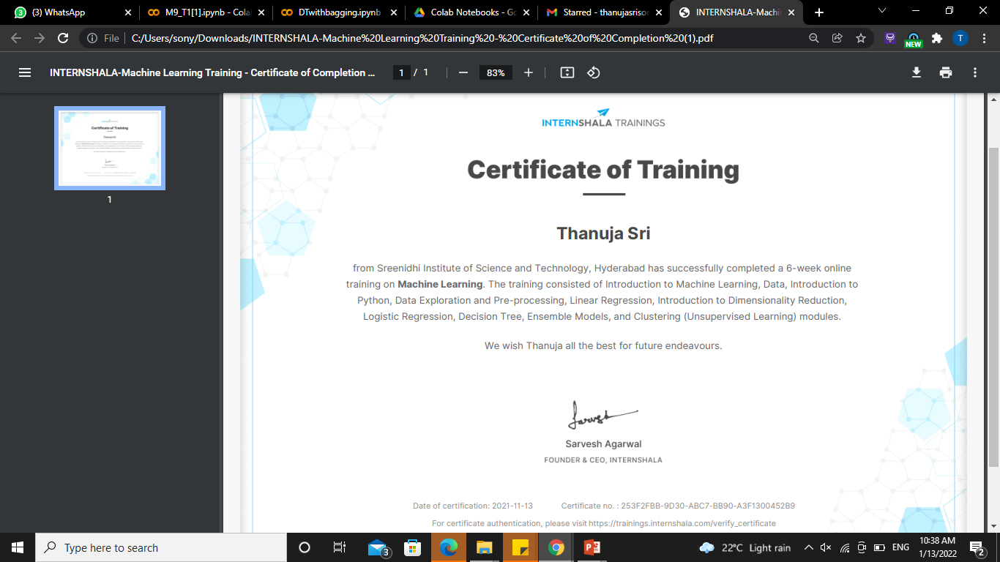 (3) WhatsApp
M9_T1[1].ipynb - Cola
DTwithbagging.ipynb
Colab Notebooks - Go
Starred - thanujasrisor
INTERNSHALA-Machi
File
C:/Users/sony/Downloads/INTERNSHALA-Machine%20Learning%20Training%20-%20Certificate%20of%20Completion%20(1).pdf
NEW
T
INTERNSHALA-Machine Learning Training - Certificate of Completion ...
1 / 1
83%
1
INTERNSHALA TRAININGS
Certificate of Training
Thanuja Sri
from Sreenidhi Institute of Science and Technology, Hyderabad has successfully completed a 6-week online
training on Machine Learning. The training consisted of Introduction to Machine Learning, Data, Introduction to
Python, Data Exploration and Pre-processing, Linear Regression, Introduction to Dimensionality Reduction,
Logistic Regression, Decision Tree, Ensemble Models, and Clustering (Unsupervised Learning) modules.
We wish Thanuja all the best for future endeavours.
Sarvesh Agarwal
FOUNDER & CEO, INTERNSHALA
Date of certification: 2021-11-13 Certificate no. : 253F2FBB-9D30-ABC7-BB90-A3F1300452B9
For certificate authentication, please visit https://trainings.internshala.com/verify_certificate
Type here to search
3
22°C Light rain
ENG
10:38 AM
1/13/2022
2